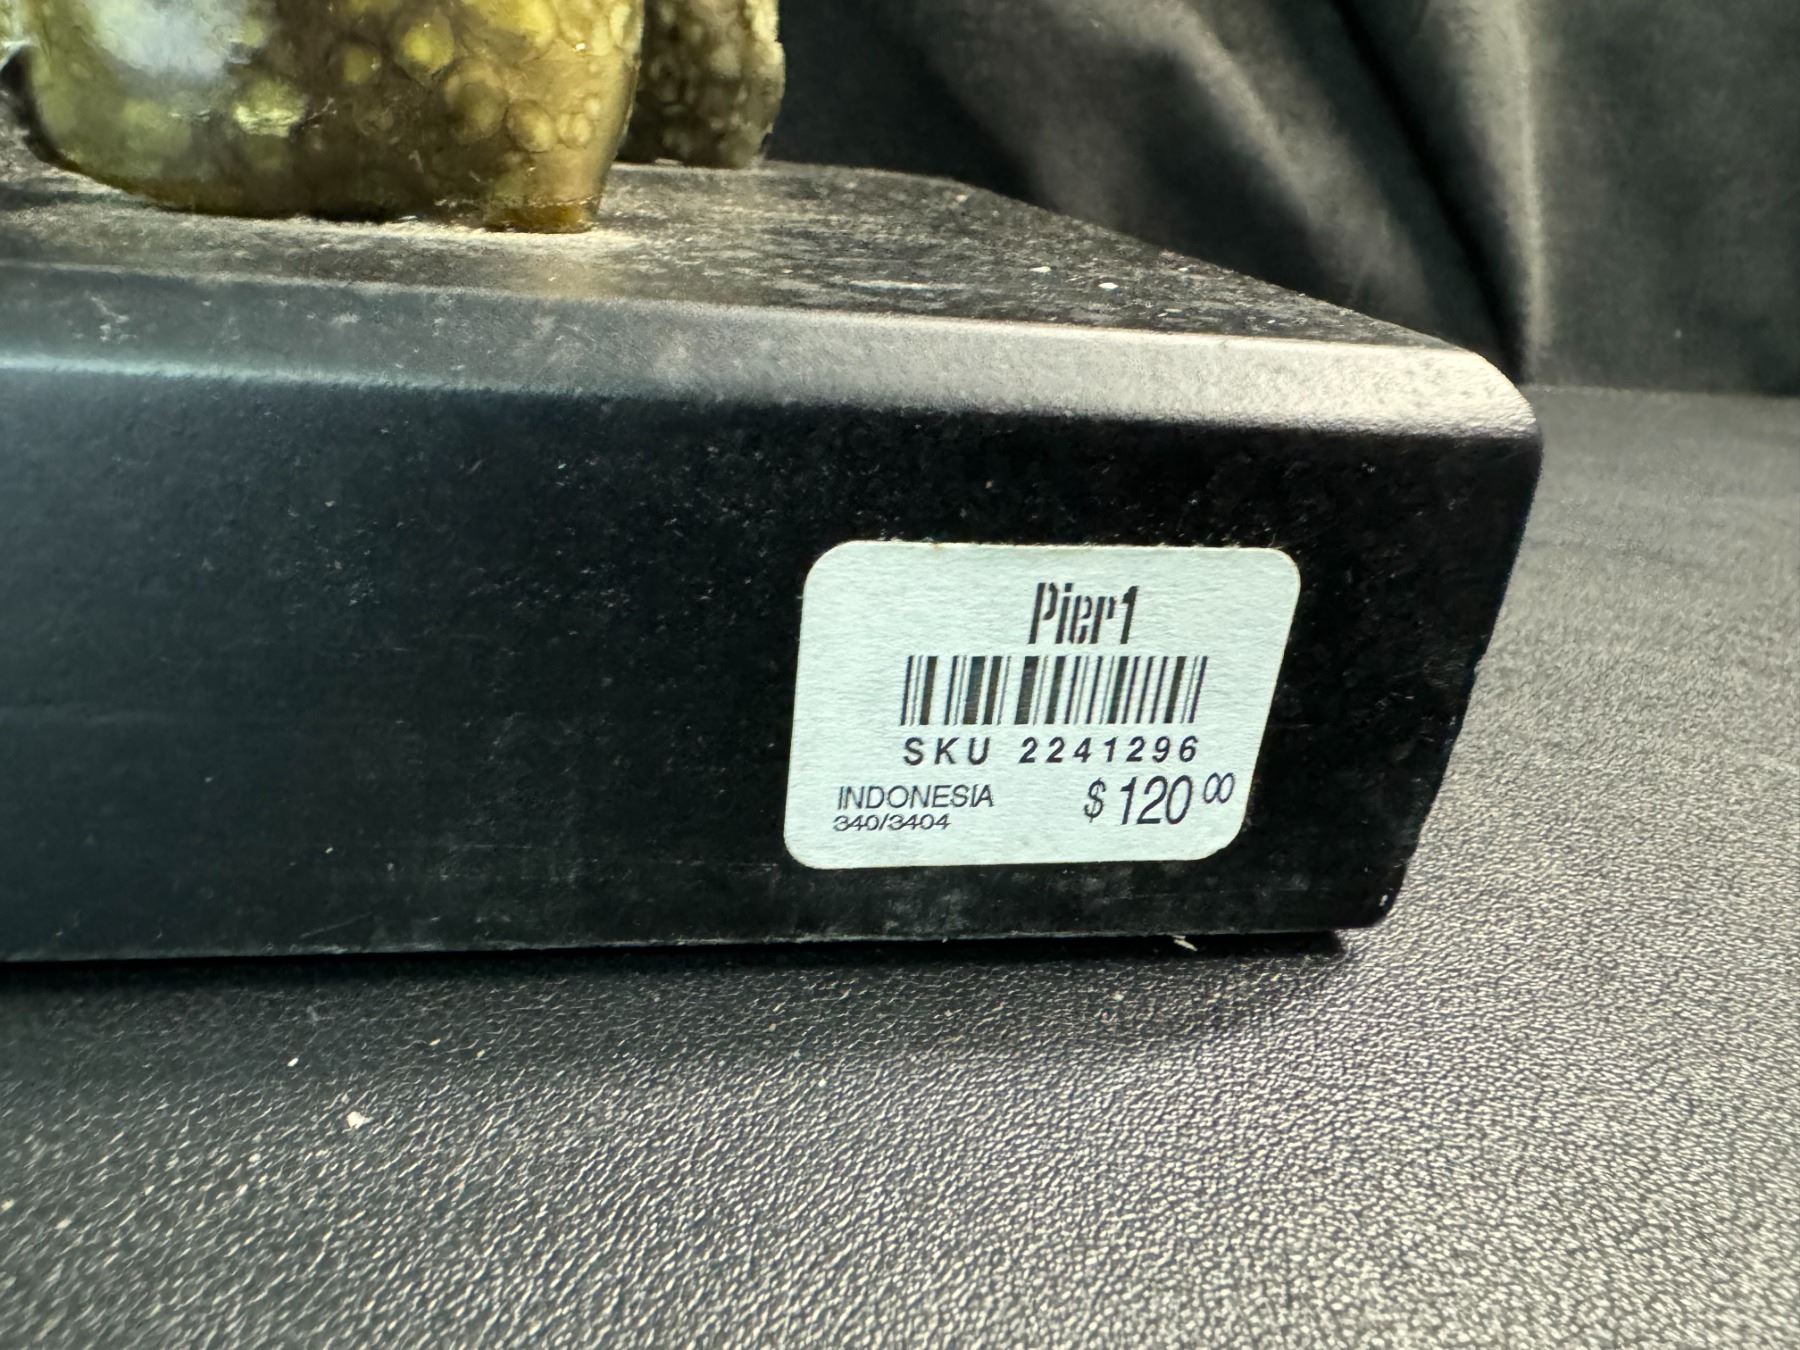 Pier1
SKU 2241296
INDONESIA $120.00
340/3404